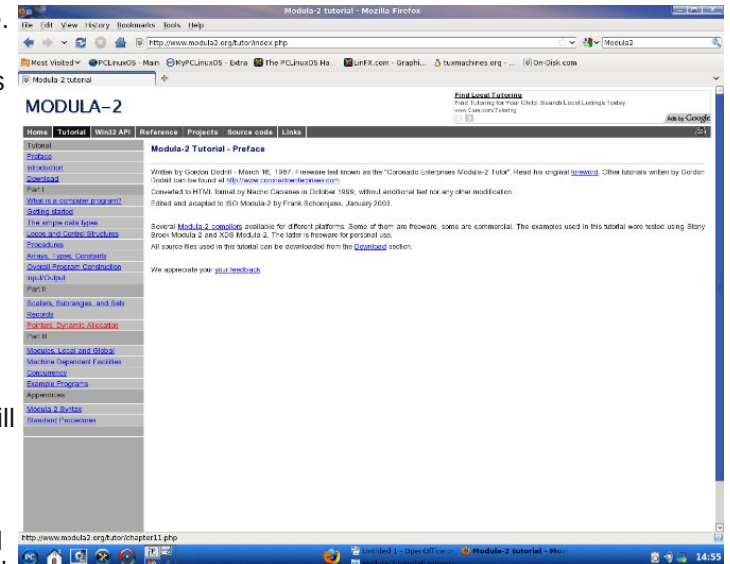 .
s
ill
l
.
Modula-2 tutorial - Mozilla Firefox
File Edit View History Bookmarks Tools Help
http://www.modula2.org/tutor/index.php
Modula2
Most Visited PCLinuxOS - Main MyPCLinuxOS - Extra The PCLinuxOS Ma... LinFX.com - Graphi... tuxmachines.org - ... On-Disk.com
Modula-2 tutorial
MODULA-2
Find Local Tutoring
Find Tutoring for Your Child. Search Local Listings Today.
www.Care.com/Tutoring
Ads by Google
Home Tutorial Win32 API Reference Projects Source code Links
Tutorial
Preface
Introduction
Download
Part I
What is a computer program?
Getting started
The simple data types
Loops and Control Structures
Procedures
Arrays, Types, Constants
Overall Program Construction
Input/Output
Part II
Scalars, Subranges, and Sets
Records
Pointers, Dynamic Allocation
Part III
Modules, Local and Global
Machine Dependent Facilities
Concurrency
Example Programs
Appendices
Modula-2 Syntax
Standard Procedures
Modula-2 Tutorial - Preface
Written by Gordon Dodrill - March 16, 1987. Freeware text known as the "Coronado Enterprises Modula-2 Tutor". Read his original foreword. Other tutorials written by Gordon
Dodrill can be found at http://www.coronadoenterprises.com
Converted to HTML format by Nacho Cabanes in October 1999, without additional text nor any other modification.
Edited and adapted to ISO Modula-2 by Frank Schoonjans, January 2003.
Several Modula-2 compilers available for different platforms. Some of them are freeware, some are commercial. The examples used in this tutorial were tested using Stony
Brook Modula-2 and XDS Modula-2. The latter is freeware for personal use.
All source files used in this tutorial can be downloaded from the Download section.
We appreciate your your feedback.
http://www.modula2.org/tutor/chapter11.php
PC
Untitled 1 - OpenOffice.o
Modula-2 tutorial - Moz
14:55